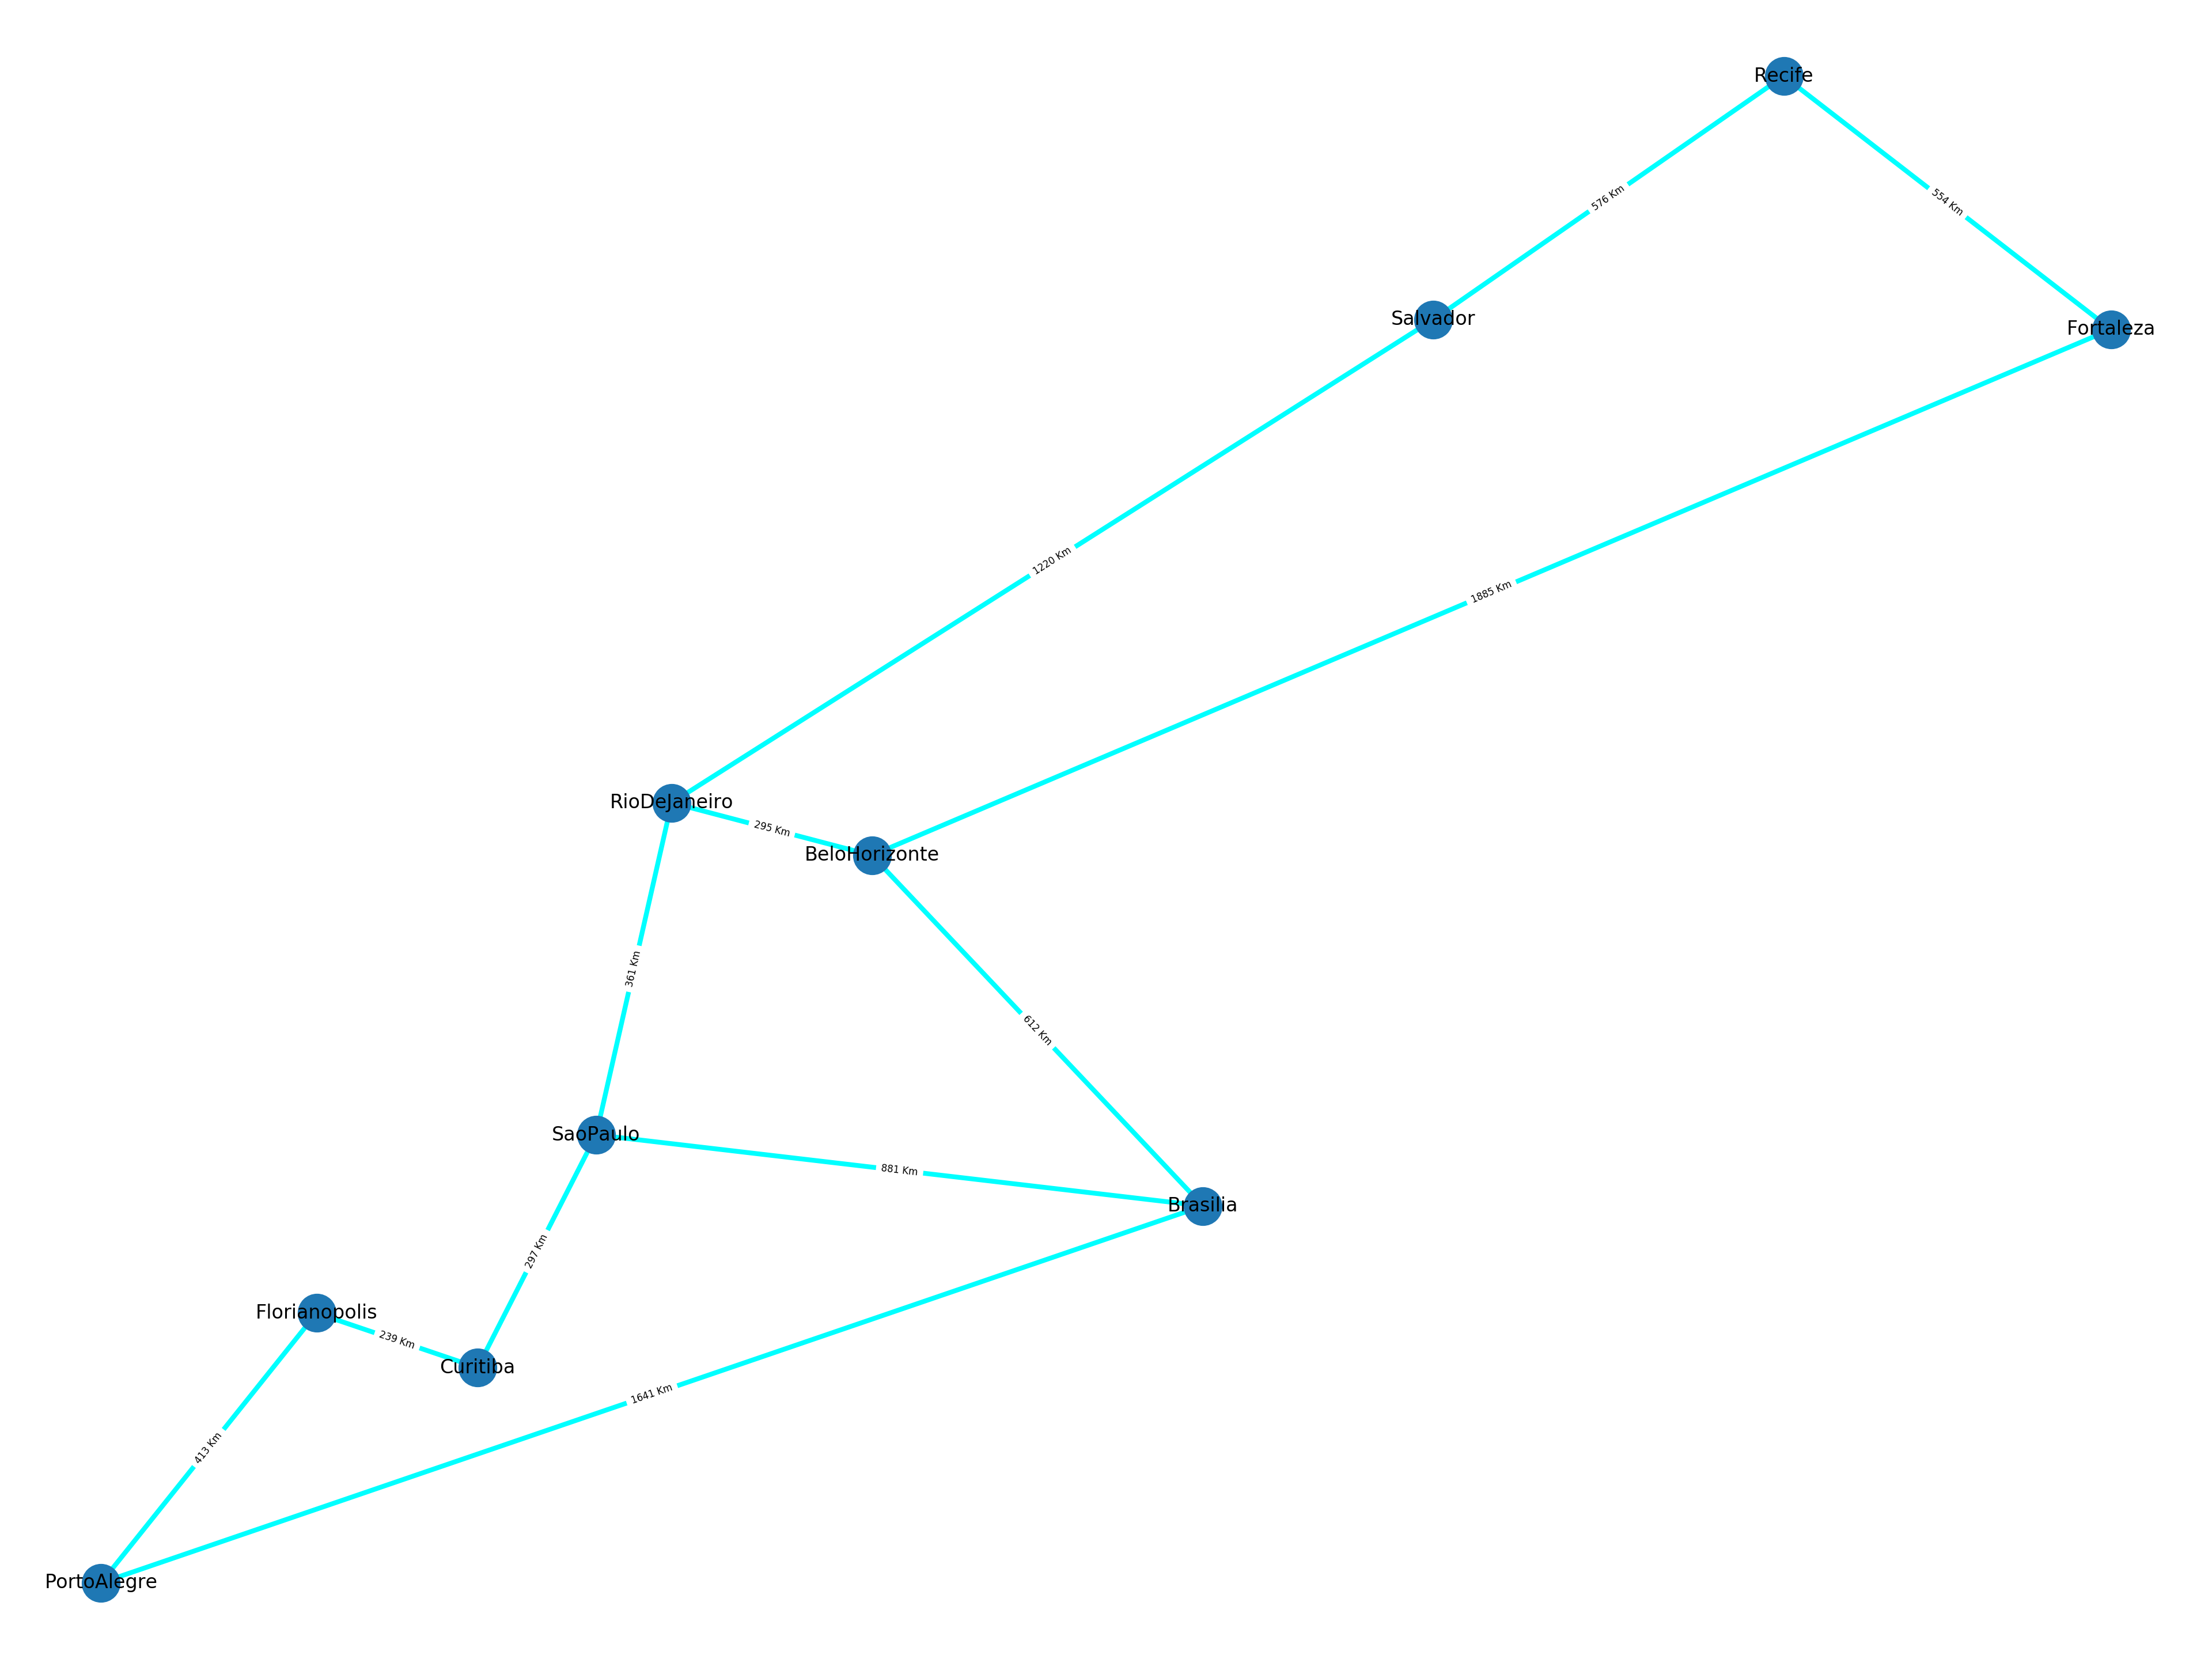 Recife
576 Km
554 Km
Salvador
Fortaleza
1220 Km
1885 Km
RioDeJaneiro
295 Km
BeloHorizonte
361 Km
612 Km
SaoPaulo
881 Km
Brasilia
297 Km
Florianopolis
239 Km
Curitiba
1641 Km
413 Km
PortoAlegre